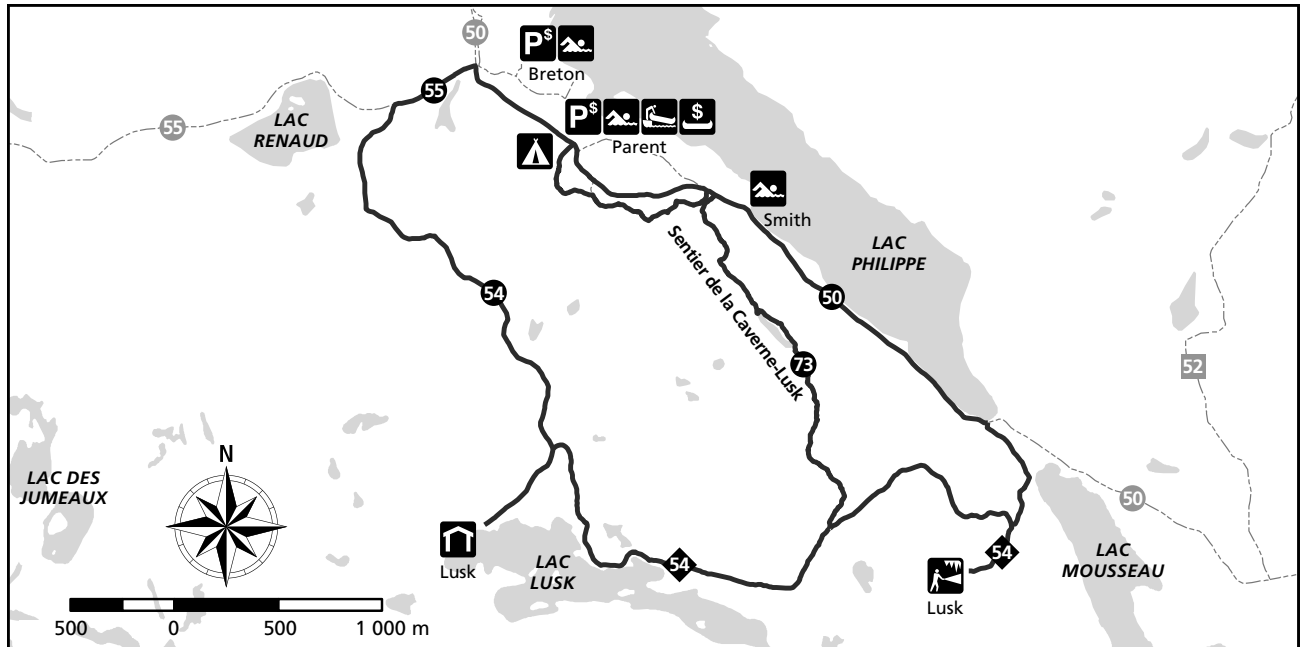 50
P$
Breton
55
55
LAC
RENAUD
P$
$
Parent
Smith
LAC
PHILIPPE
Sentier de la Caverne-Lusk
54
50
73
52
N
LAC DES
JUMEAUX
50
Lusk
LAC
LUSK
54
54
Lusk
LAC
MOUSSEAU
500 0 500 1 000 m